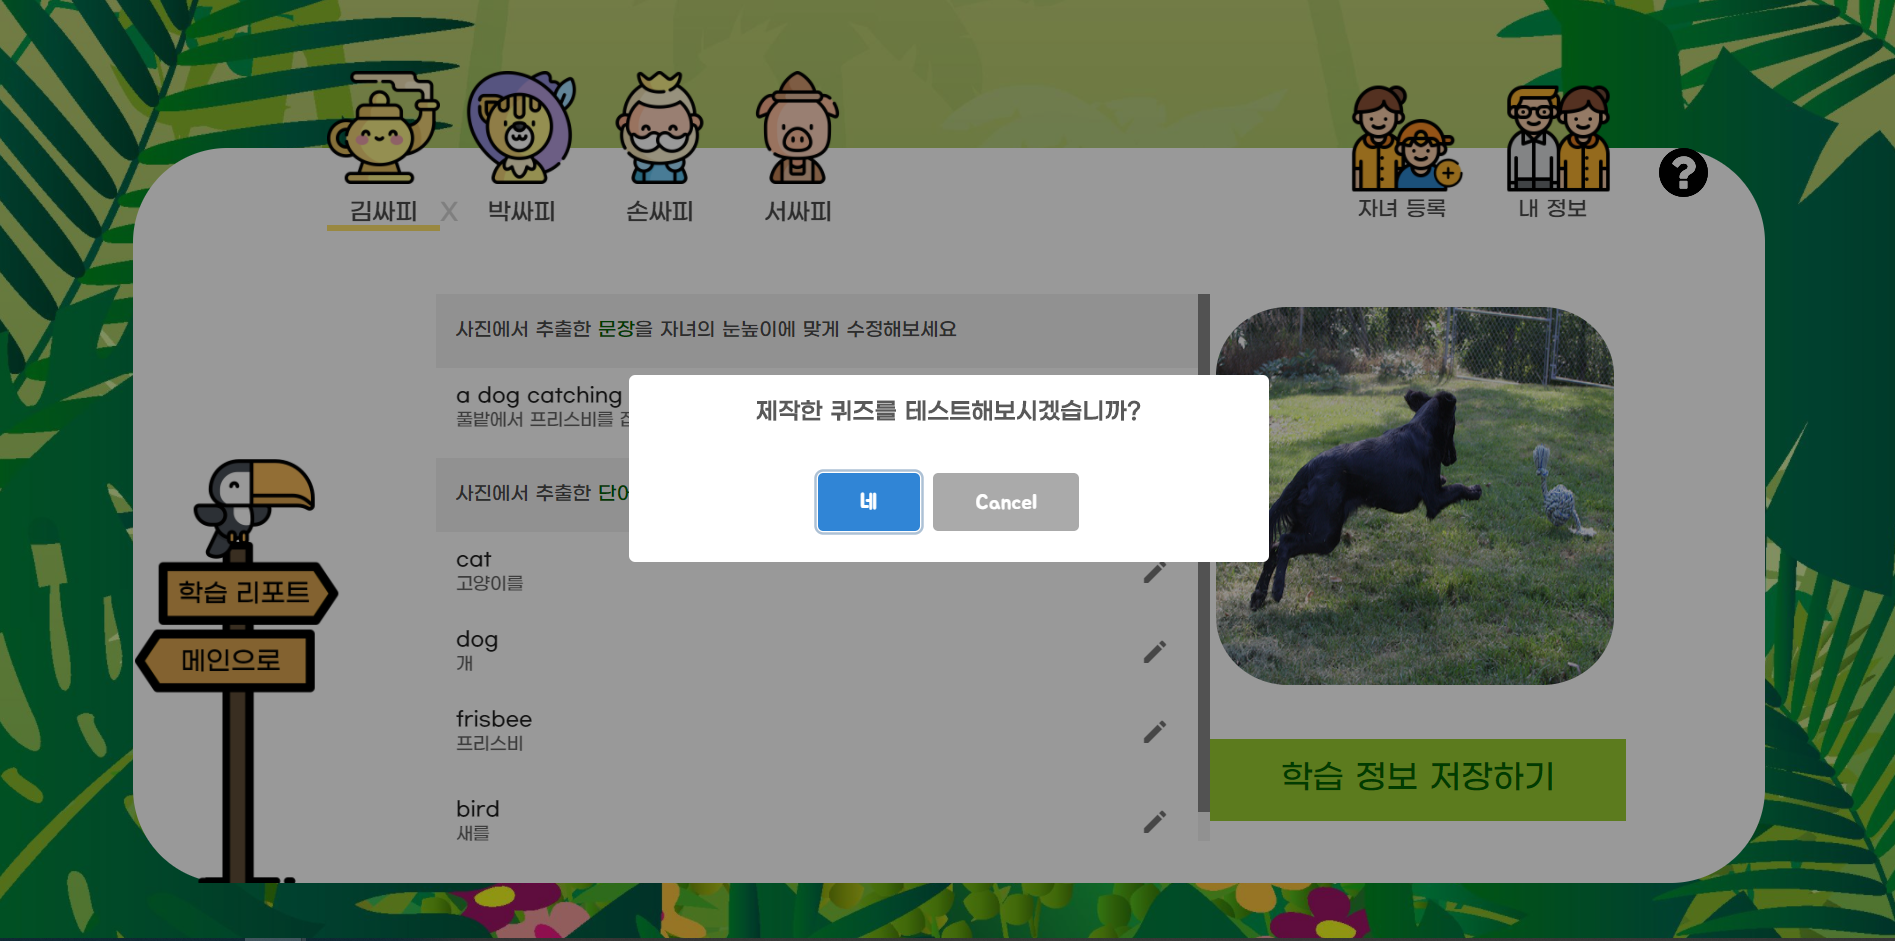 김싸피
X
박싸피
손싸피
서싸피
자녀 등록
내 정보
?
사진에서 추출한 문장을 자녀의 눈높이에 맞게 수정해보세요
a dog catching
풀밭에서 프리스비를
제작한 퀴즈를 테스트해보시겠습니까?
네
Cancel
사진에서 추출한
cat
고양이를
dog
개
frisbee
프리스비
bird
새를
학습 리포트
메인으로
학습 정보 저장하기